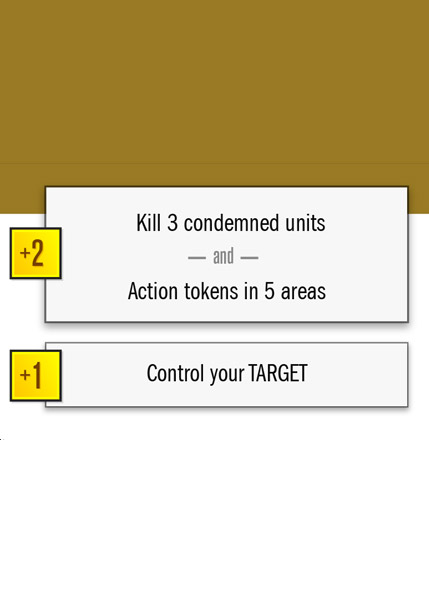 Kill 3 condemned units
+2
— and —
Action tokens in 5 areas
+1
Control your TARGET